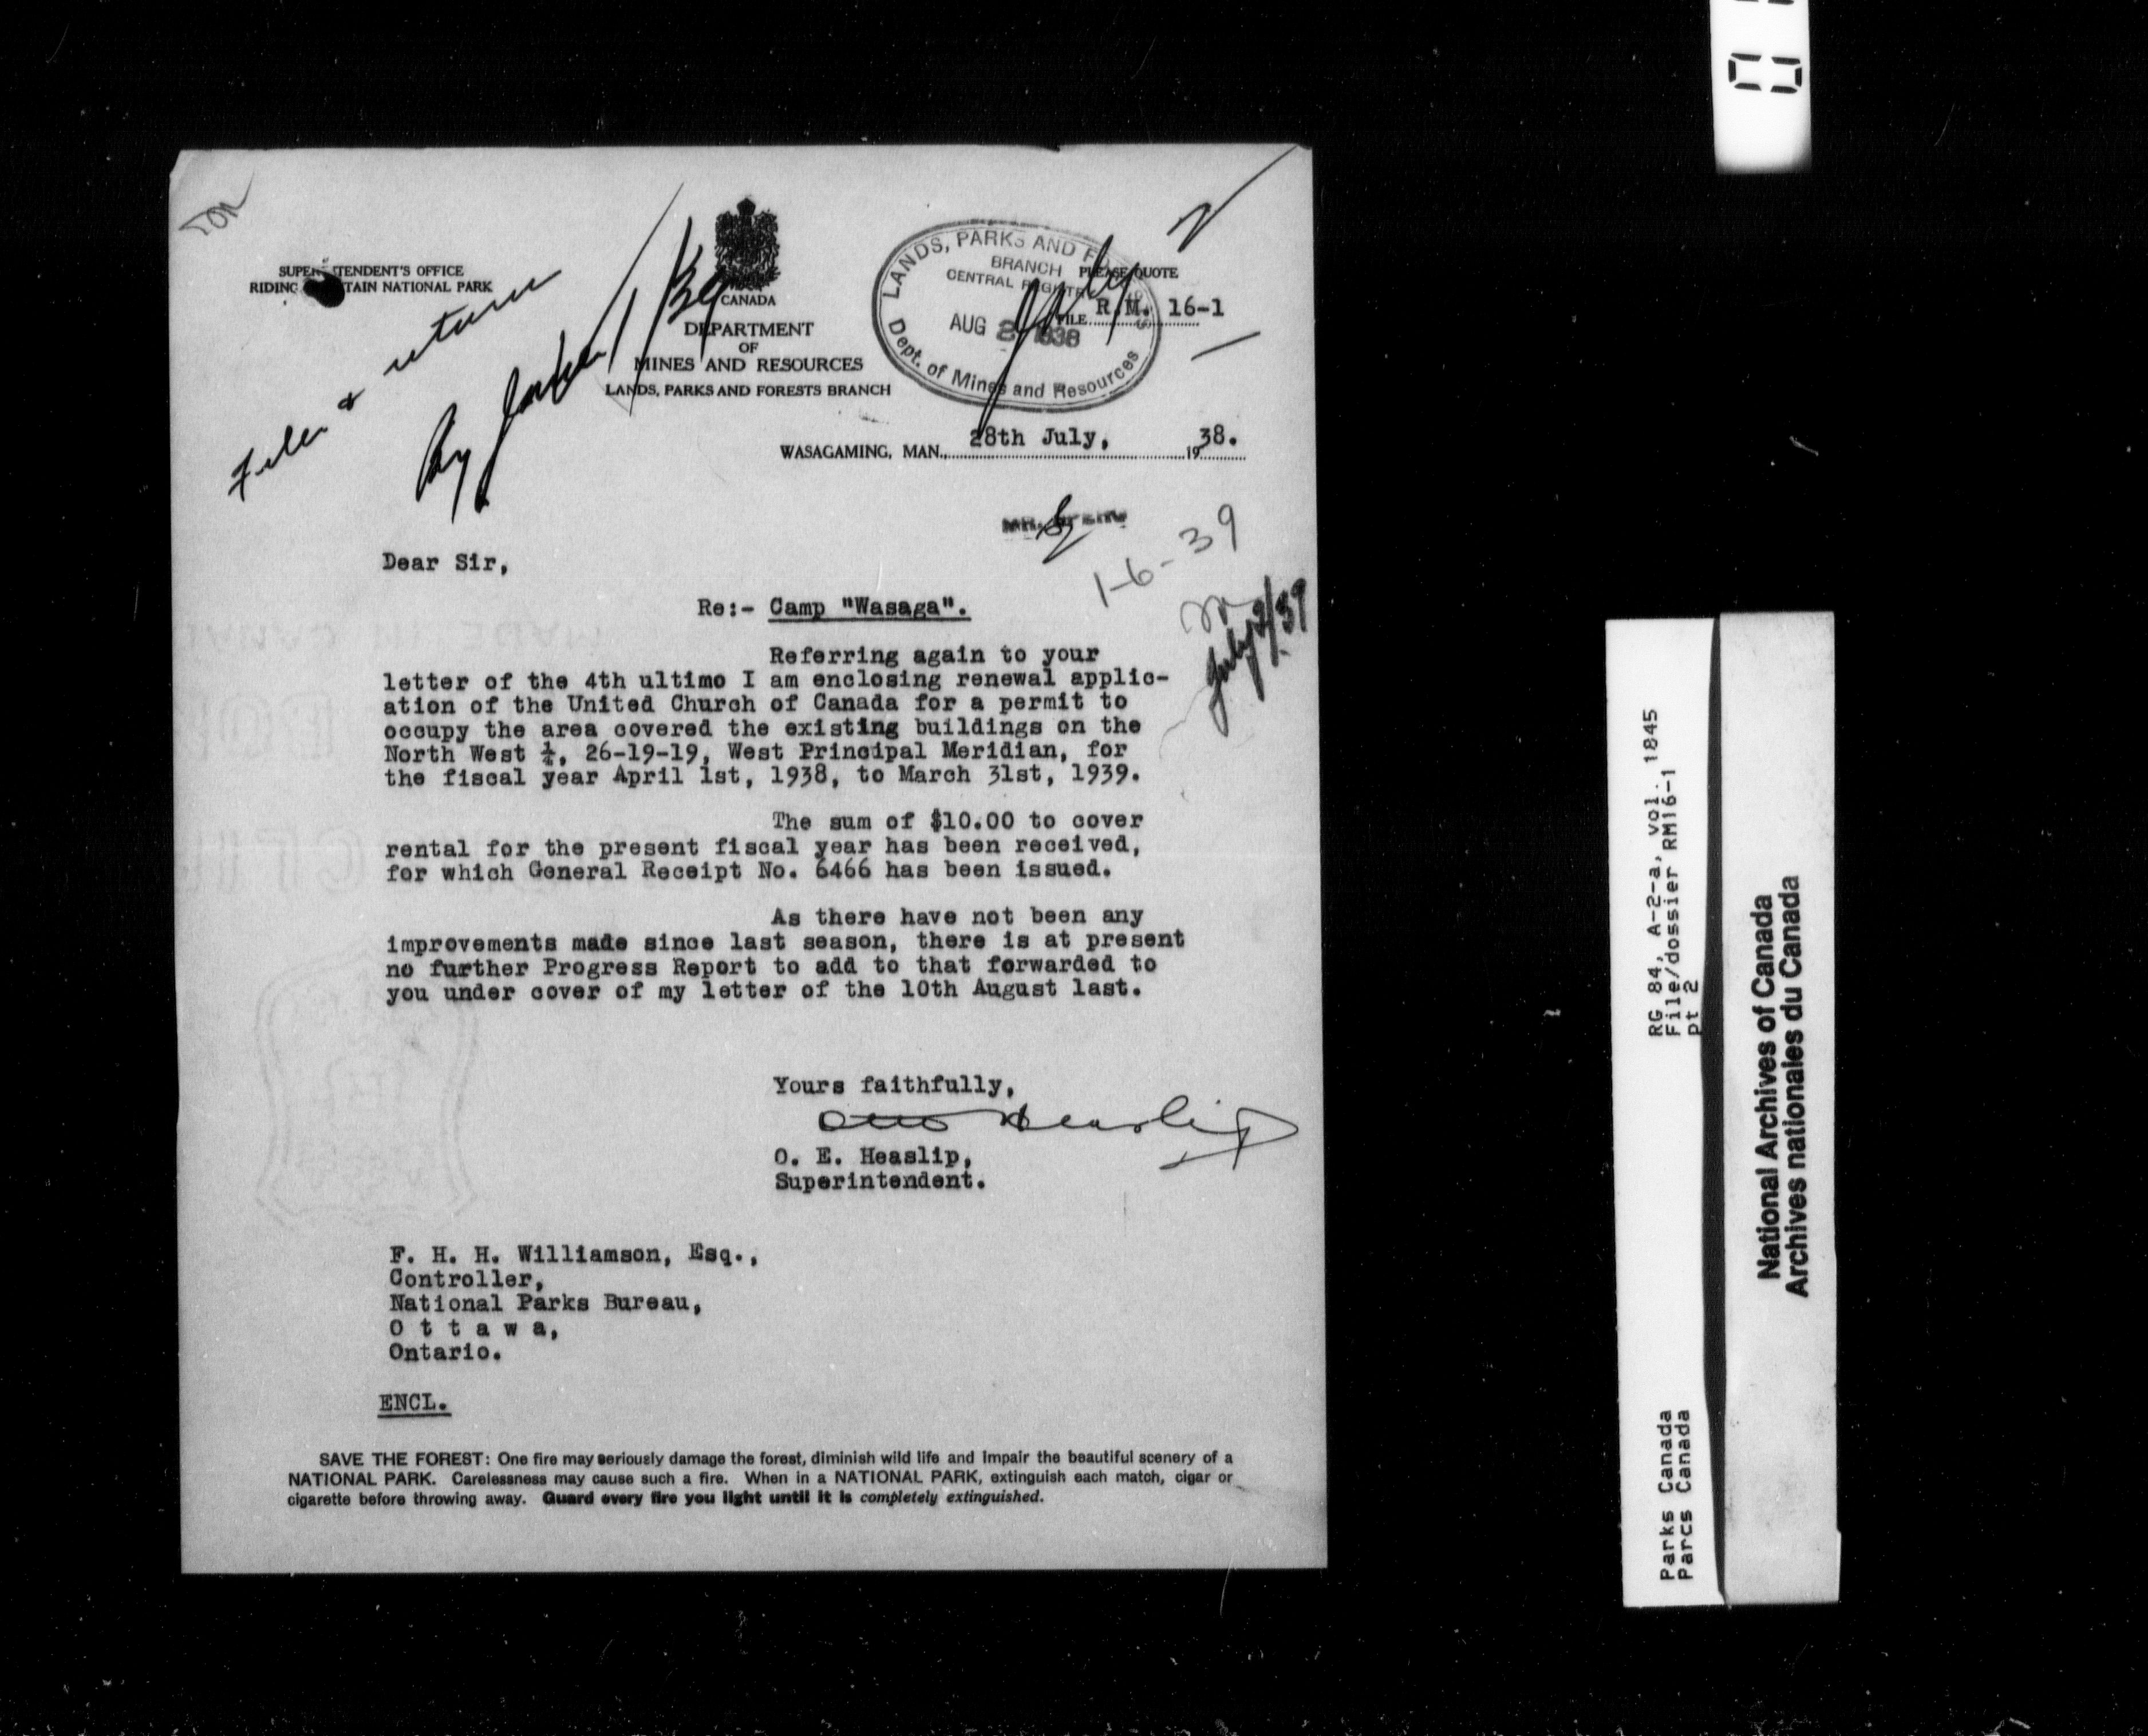 SUPE TENDENT'S OFFICE
RIDING TAIN NATIONAL PARK
CANADA
DEPARTMENT
OF
MINES AND RESOURCES
LANDS, PARKS AND FORESTS BRANCH
LANDS, PARKS AND
BRANCH
CENTRAL REGISTRY
AUG 2 1938
Dept. of Mines and Resources
PLEASE QUOTE
FILE R.M. 16-1
File & return
WASAGAMING, MAN., 28th July, 1938.
MR.
1-6-39
July 2/39
Dear Sir,
Re:- Camp "Wasaga".
Referring again to your
letter of the 4th ultimo I am enclosing renewal applic-
ation of the United Church of Canada for a permit to
occupy the area covered the existing buildings on the
North West ¼, 26-19-19, West Principal Meridian, for
the fiscal year April 1st, 1938, to March 31st, 1939.
The sum of $10.00 to cover
rental for the present fiscal year has been received,
for which General Receipt No. 6466 has been issued.
As there have not been any
improvements made since last season, there is at present
no further Progress Report to add to that forwarded to
you under cover of my letter of the 10th August last.
Yours faithfully,
Otto Heaslip
O. E. Heaslip,
Superintendent.
F. H. H. Williamson, Esq.,
Controller,
National Parks Bureau,
O t t a w a,
Ontario.
ENCL.
SAVE THE FOREST: One fire may seriously damage the forest, diminish wild life and impair the beautiful scenery of a
NATIONAL PARK. Carelessness may cause such a fire. When in a NATIONAL PARK, extinguish each match, cigar or
cigarette before throwing away. Guard every fire you light until it is completely extinguished.
RG 84, A-2-a, vol. 1845
File/dossier RM16-1
pt 2
Parks Canada
Parcs Canada
National Archives of Canada
Archives nationales du Canada